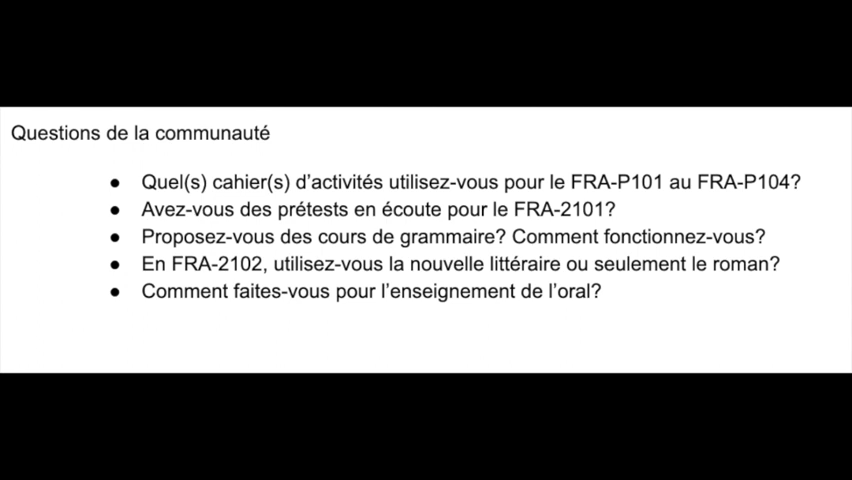 Questions de la communauté
● Quel(s) cahier(s) d'activités utilisez-vous pour le FRA-P101 au FRA-P104?
● Avez-vous des prétests en écoute pour le FRA-2101?
● Proposez-vous des cours de grammaire? Comment fonctionnez-vous?
● En FRA-2102, utilisez-vous la nouvelle littéraire ou seulement le roman?
● Comment faites-vous pour l'enseignement de l'oral?